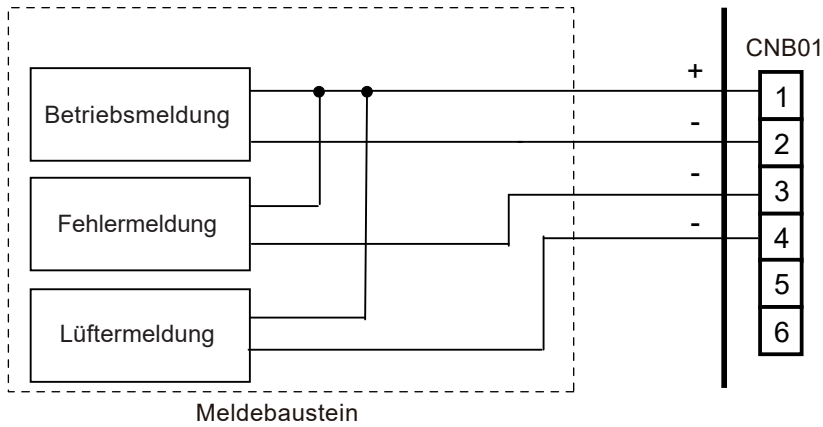 CNB01
+
1
Betriebsmeldung
-
2
-
3
Fehlermeldung
-
4
5
Lüftermeldung
6
Meldebaustein